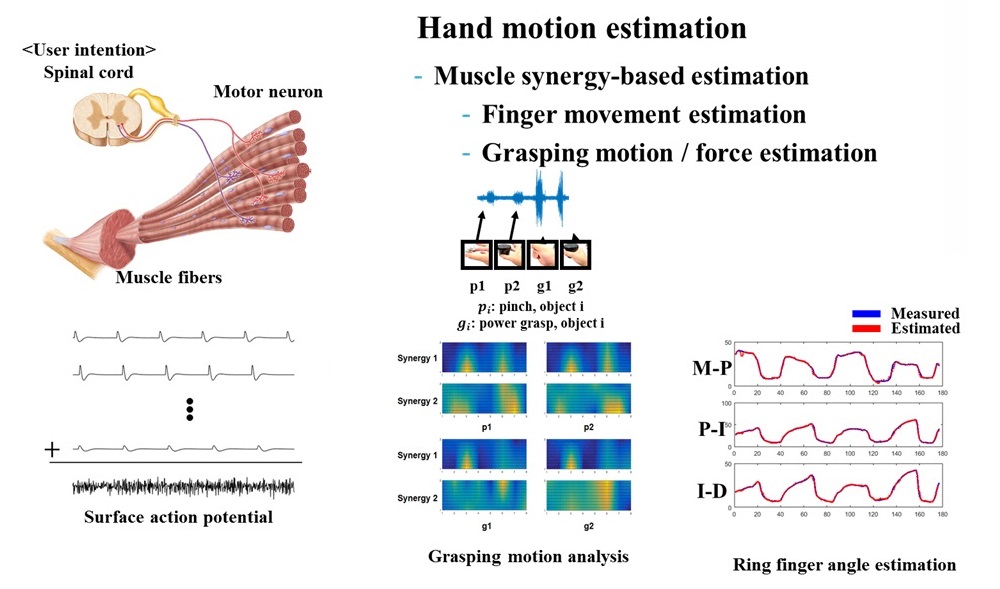 <User intention>
Spinal cord
Motor neuron
Muscle fibers
+
Surface action potential
Hand motion estimation
- Muscle synergy-based estimation
- Finger movement estimation
- Grasping motion / force estimation
p1 p2 g1 g2
pᵢ: pinch, object i
gᵢ: power grasp, object i
Synergy 1
Synergy 2
p1 p2
Synergy 1
Synergy 2
g1 g2
Grasping motion analysis
Measured
Estimated
M-P
50
0
0 20 40 60 80 100 120 140 160 180
P-I
100
50
0
0 20 40 60 80 100 120 140 160 180
I-D
50
0
0 20 40 60 80 100 120 140 160 180
Ring finger angle estimation